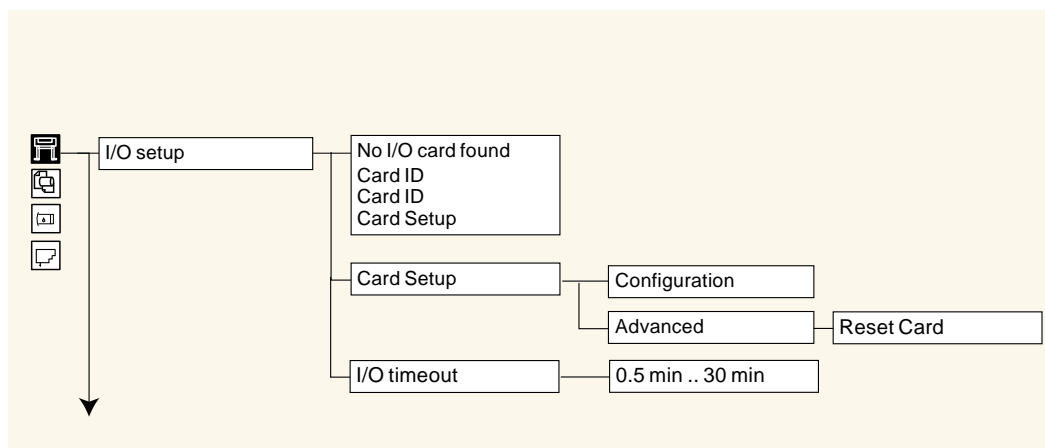 I/O setup
No I/O card found
Card ID
Card ID
Card Setup
Card Setup
Configuration
Advanced
Reset Card
I/O timeout
0.5 min .. 30 min